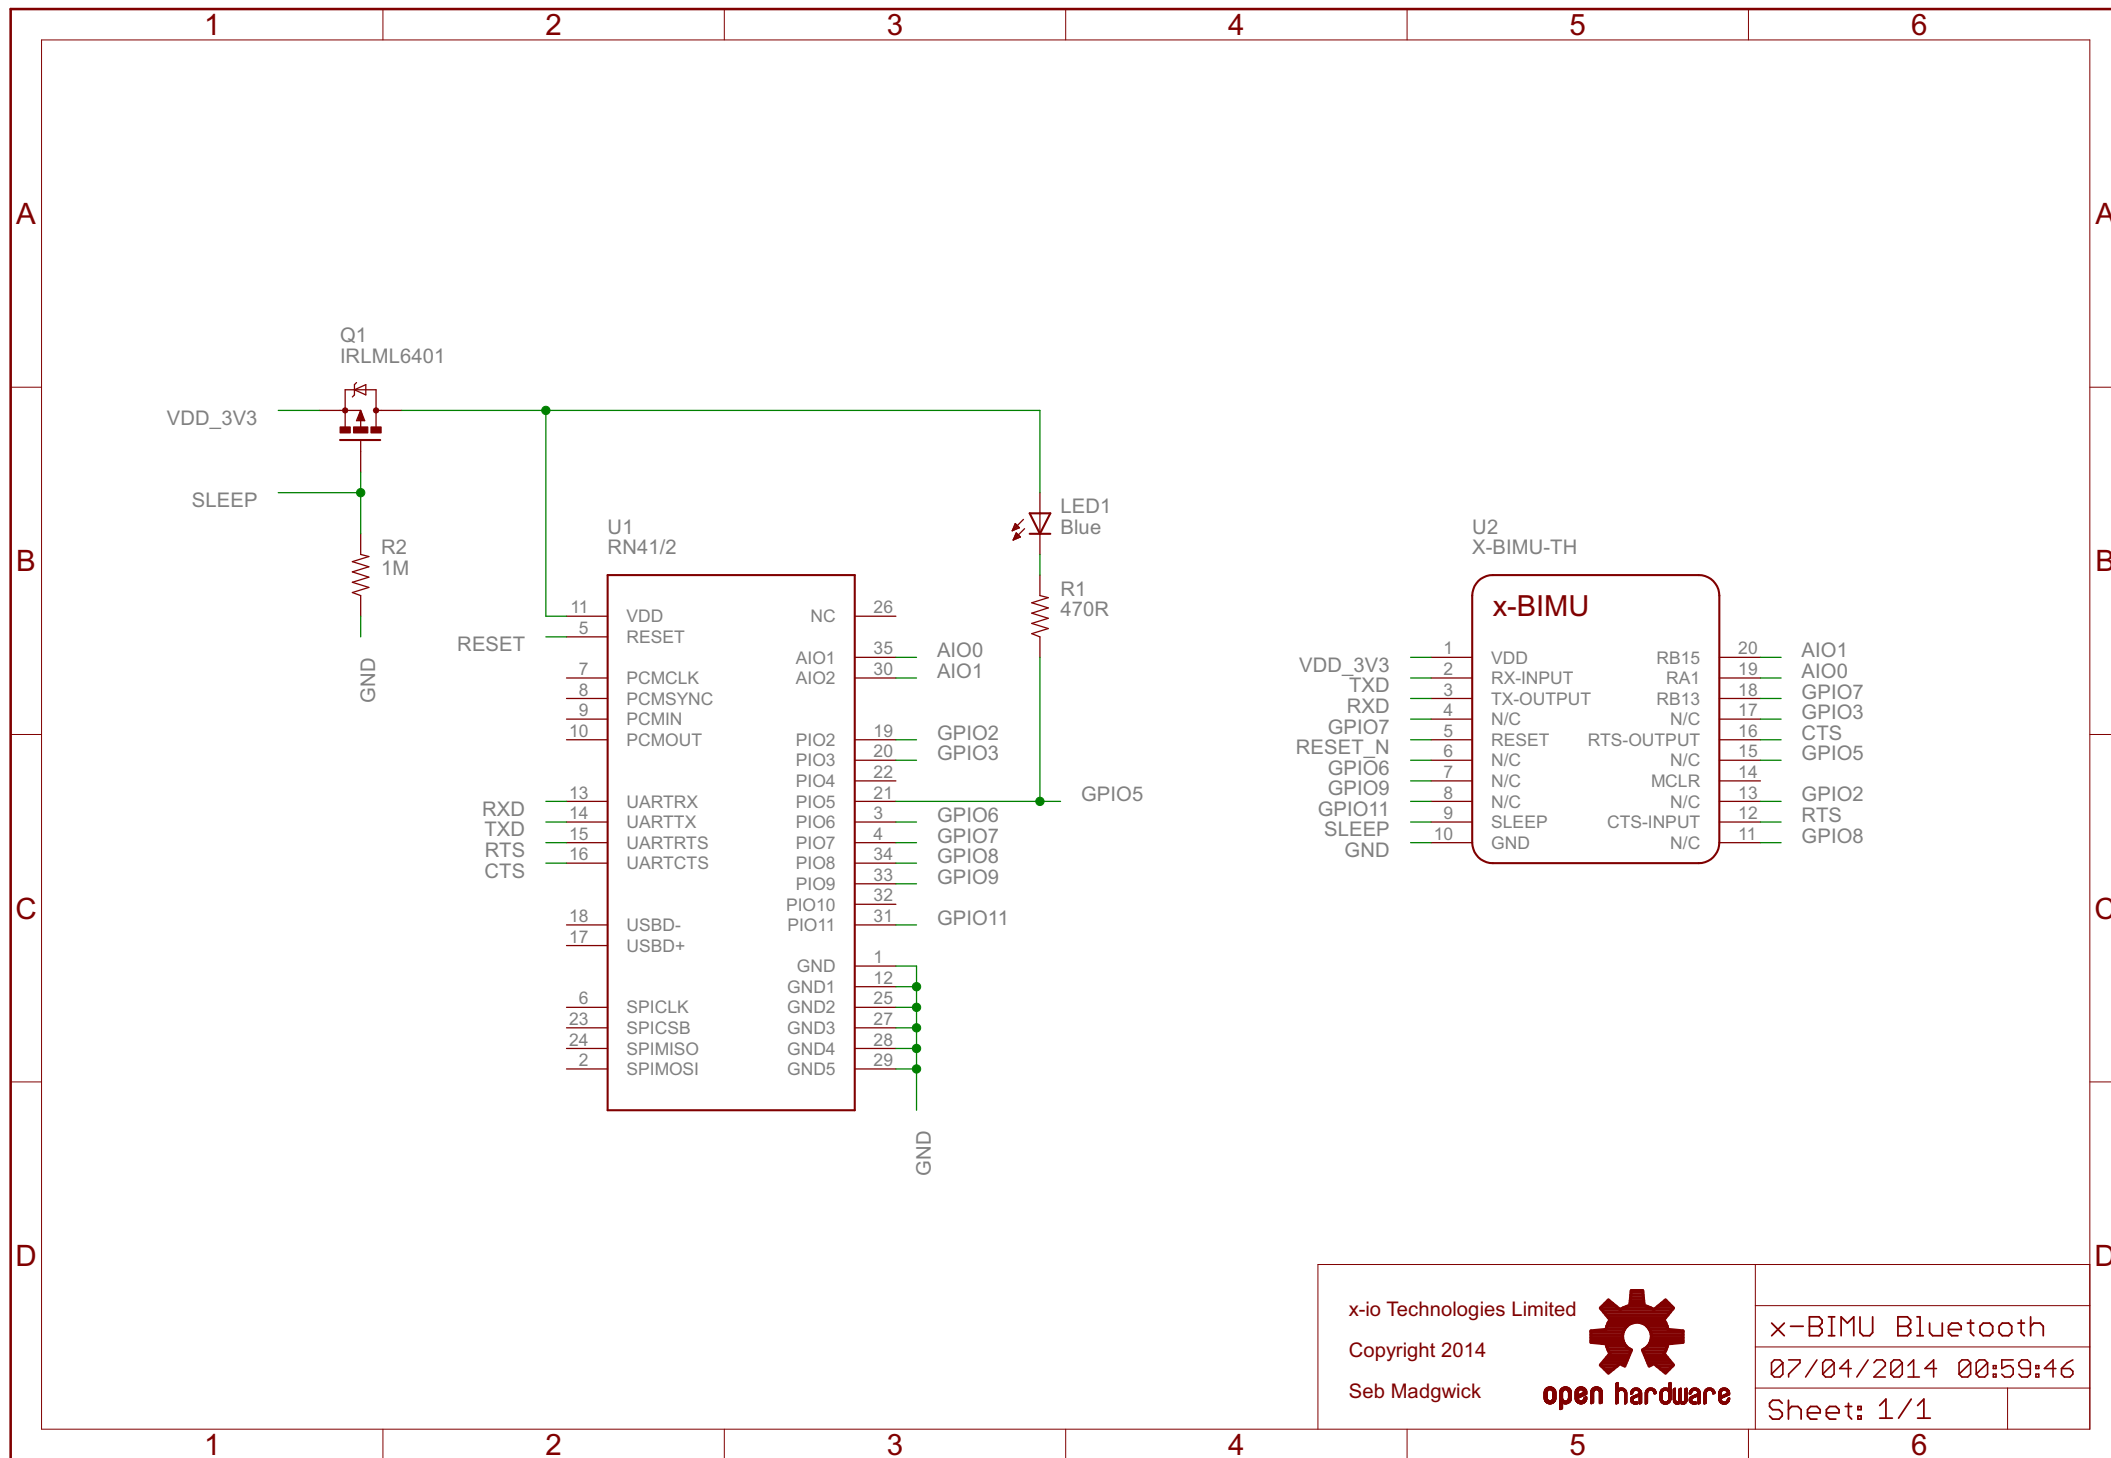 1 2 3 4 5 6
A A
Q1
IRLML6401
VDD_3V3
SLEEP
R2
1M
GND
B B
U1
RN41/2
LED1
Blue
R1
470R
11 VDD NC 26
RESET 5 RESET
AIO1 35 AIO0
7 PCMCLK AIO2 30 AIO1
8 PCMSYNC
9 PCMIN
10 PCMOUT PIO2 19 GPIO2
PIO3 20 GPIO3
PIO4 22
RXD 13 UARTRX PIO5 21 GPIO5
TXD 14 UARTTX PIO6 3 GPIO6
RTS 15 UARTRTS PIO7 4 GPIO7
CTS 16 UARTCTS PIO8 34 GPIO8
PIO9 33 GPIO9
PIO10 32
18 USBD- PIO11 31 GPIO11
17 USBD+
GND 1
GND1 12
6 SPICLK GND2 25
23 SPICSB GND3 27
24 SPIMISO GND4 28
2 SPIMOSI GND5 29
GND
U2
X-BIMU-TH
x-BIMU
VDD_3V3 1 VDD RB15 20 AIO1
TXD 2 RX-INPUT RA1 19 AIO0
RXD 3 TX-OUTPUT RB13 18 GPIO7
GPIO7 4 N/C N/C 17 GPIO3
RESET_N 5 RESET RTS-OUTPUT 16 CTS
GPIO6 6 N/C N/C 15 GPIO5
GPIO9 7 N/C MCLR 14
GPIO11 8 N/C N/C 13 GPIO2
SLEEP 9 SLEEP CTS-INPUT 12 RTS
GND 10 GND N/C 11 GPIO8
C C
D D
x-io Technologies Limited
Copyright 2014
Seb Madgwick
open hardware
x-BIMU Bluetooth
07/04/2014 00:59:46
Sheet: 1/1
1 2 3 4 5 6